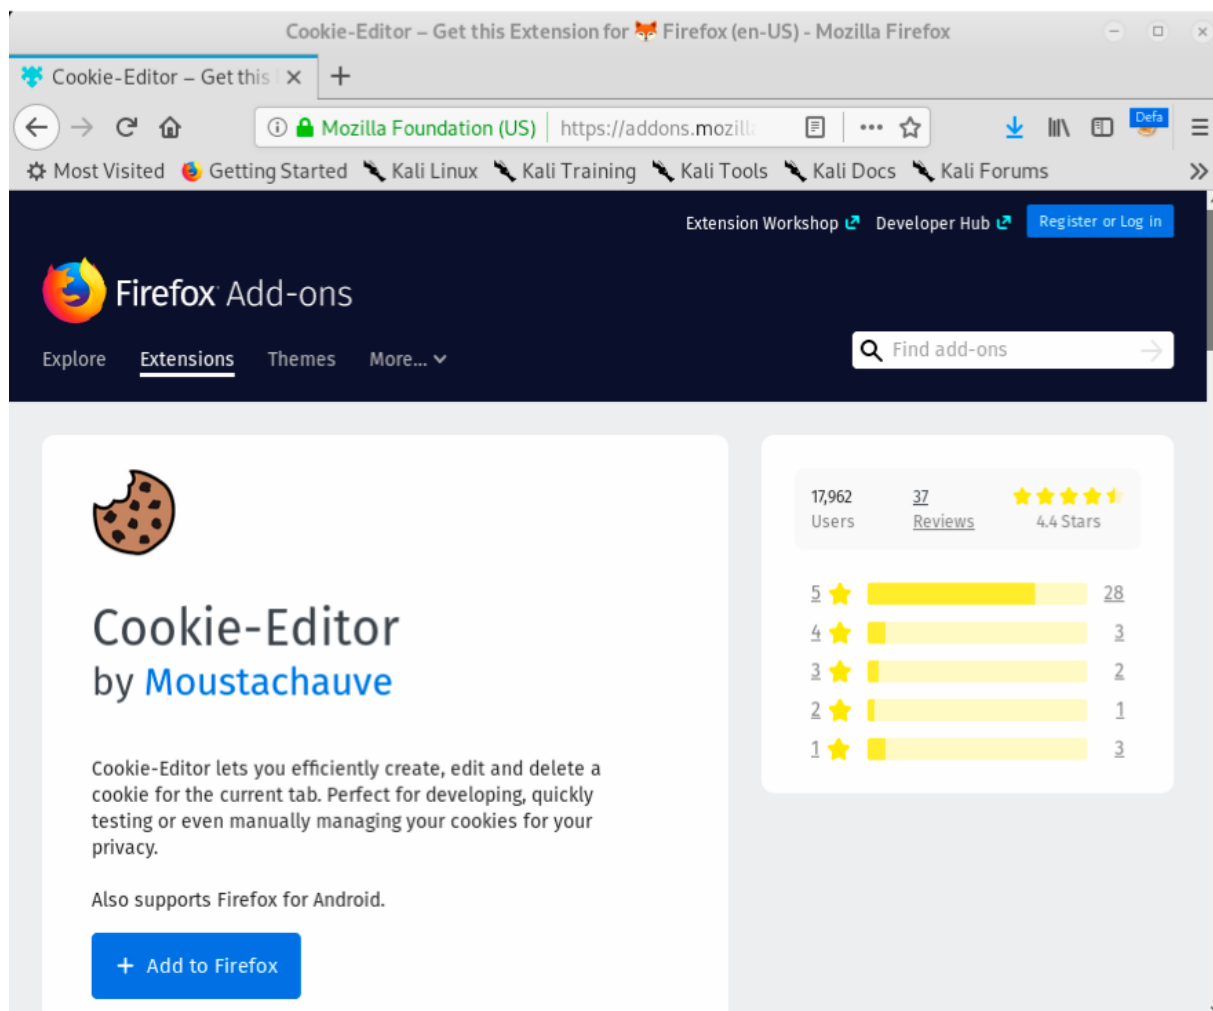 Cookie-Editor – Get this Extension for 🦊 Firefox (en-US) - Mozilla Firefox
Cookie-Editor – Get this
Mozilla Foundation (US) https://addons.mozill
Defa
Most Visited Getting Started Kali Linux Kali Training Kali Tools Kali Docs Kali Forums
Extension Workshop Developer Hub Register or Log in
Firefox Add-ons
Explore Extensions Themes More...
Find add-ons
Cookie-Editor
by Moustachauve
Cookie-Editor lets you efficiently create, edit and delete a
cookie for the current tab. Perfect for developing, quickly
testing or even manually managing your cookies for your
privacy.
Also supports Firefox for Android.
+ Add to Firefox
17,962 37
Users Reviews 4.4 Stars
5 28
4 3
3 2
2 1
1 3